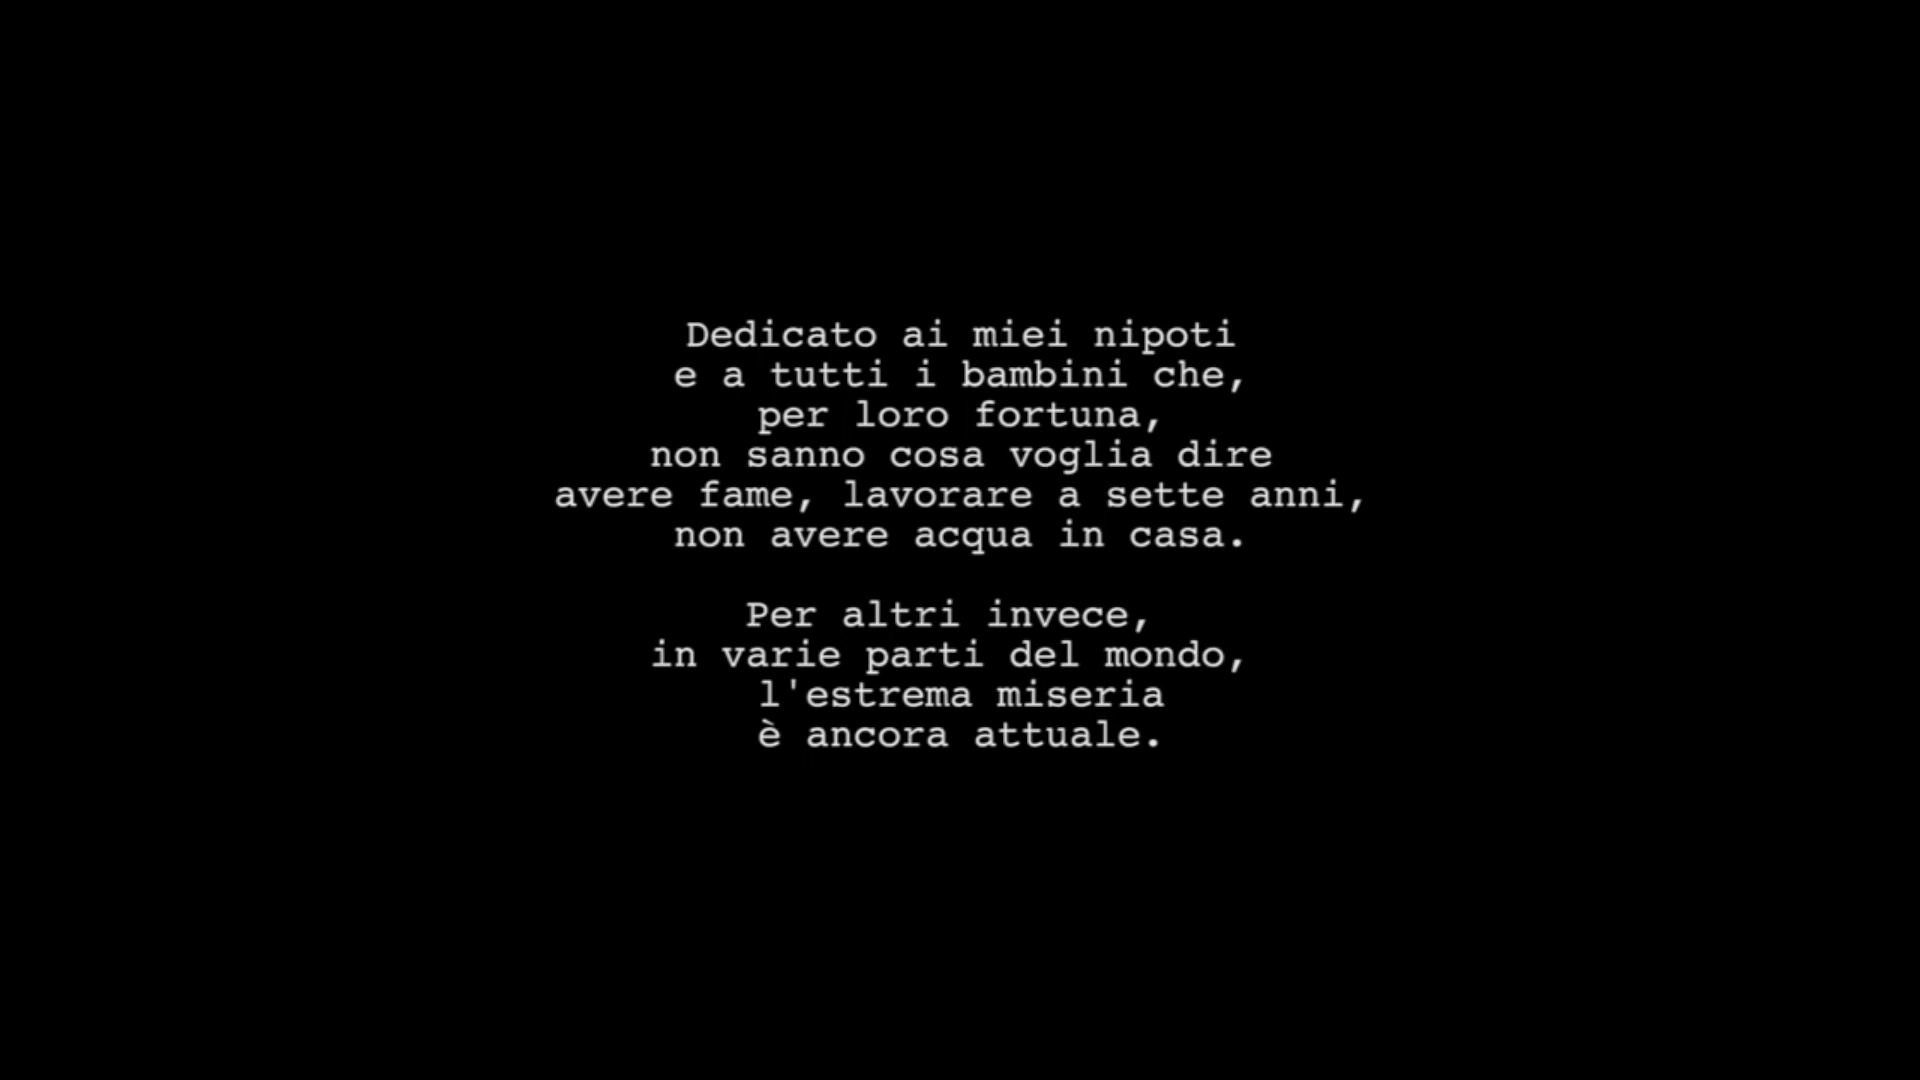 Dedicato ai miei nipoti
e a tutti i bambini che,
per loro fortuna,
non sanno cosa voglia dire
avere fame, lavorare a sette anni,
non avere acqua in casa.
Per altri invece,
in varie parti del mondo,
l'estrema miseria
è ancora attuale.